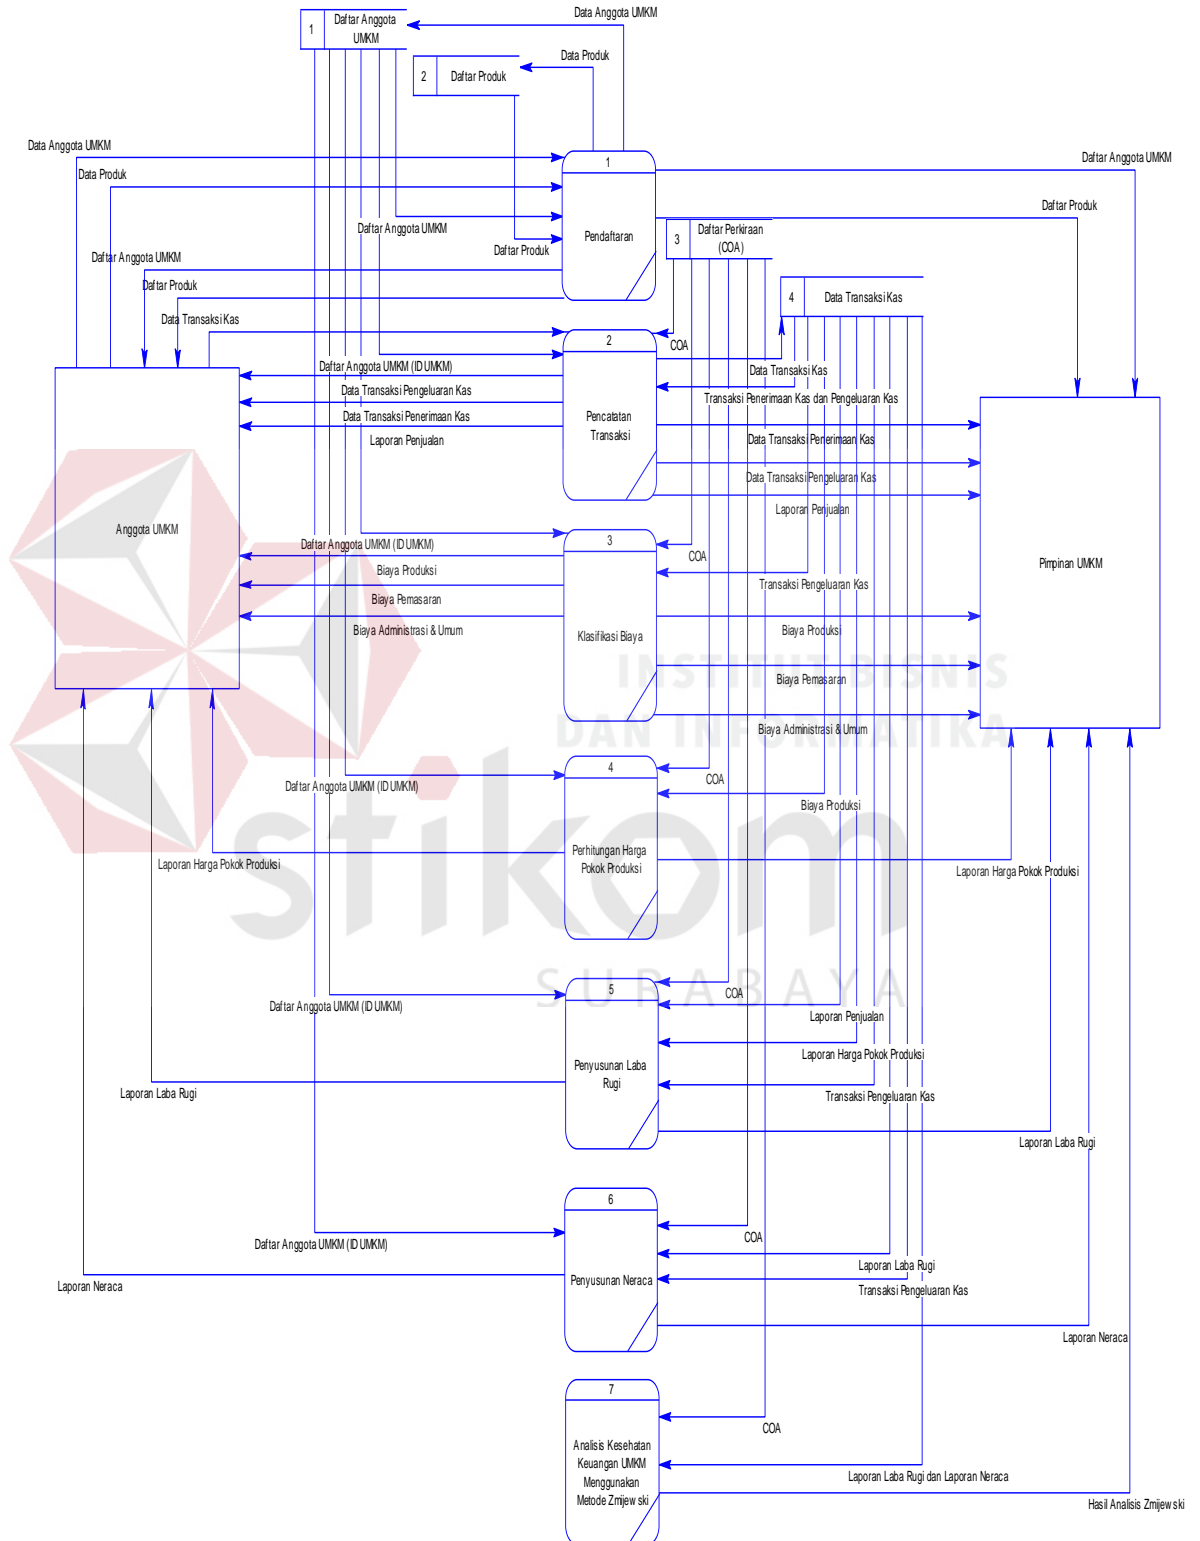 Data Anggota UMKM
1
Daftar Anggota
UMKM
Data Produk
2
Daftar Produk
Data Anggota UMKM
Data Produk
1
Pendaftaran
Daftar Anggota UMKM
Daftar Produk
Daftar Anggota UMKM
Daftar Produk
3
Daftar Perkiraan
(COA)
Daftar Anggota UMKM
Daftar Produk
4
Data Transaksi Kas
Data Transaksi Kas
2
Pencatatan
Transaksi
COA
Data Transaksi Kas
Daftar Anggota UMKM (ID UMKM)
Data Transaksi Pengeluaran Kas
Transaksi Penerimaan Kas dan Pengeluaran Kas
Data Transaksi Penerimaan Kas
Laporan Penjualan
Data Transaksi Penerimaan Kas
Data Transaksi Pengeluaran Kas
Laporan Penjualan
Anggota UMKM
Pimpinan UMKM
3
Klasifikasi Biaya
Daftar Anggota UMKM (ID UMKM)
COA
Biaya Produksi
Transaksi Pengeluaran Kas
Biaya Pemasaran
Biaya Administrasi & Umum
Biaya Produksi
Biaya Pemasaran
Biaya Administrasi & Umum
INSTITUT BISNIS
DAN INFORMATIKA
stikom
SURABAYA
4
Perhitungan Harga
Pokok Produksi
Daftar Anggota UMKM (ID UMKM)
COA
Biaya Produksi
Laporan Harga Pokok Produksi
Laporan Harga Pokok Produksi
5
Penyusunan Laba
Rugi
Daftar Anggota UMKM (ID UMKM)
COA
Laporan Penjualan
Laporan Harga Pokok Produksi
Transaksi Pengeluaran Kas
Laporan Laba Rugi
Laporan Laba Rugi
6
Penyusunan Neraca
Daftar Anggota UMKM (ID UMKM)
COA
Laporan Laba Rugi
Transaksi Pengeluaran Kas
Laporan Neraca
Laporan Neraca
7
Analisis Kesehatan
Keuangan UMKM
Menggunakan
Metode Zmijewski
COA
Laporan Laba Rugi dan Laporan Neraca
Hasil Analisis Zmijewski